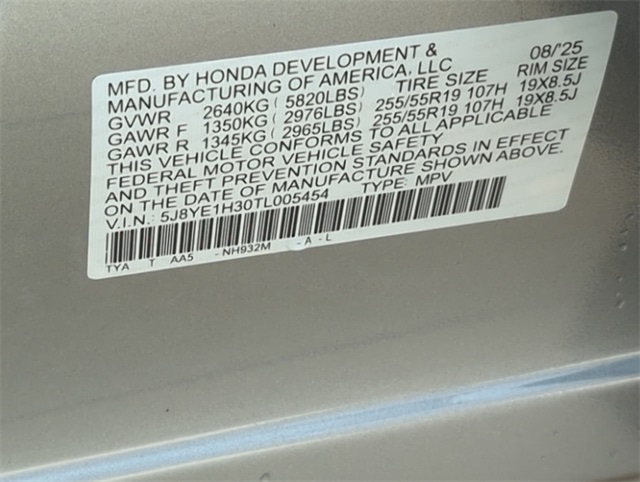 MFD. BY HONDA DEVELOPMENT & 08/'25
MANUFACTURING OF AMERICA, LLC
GVWR 2640KG ( 5820LBS) TIRE SIZE RIM SIZE
GAWR F 1350KG ( 2976LBS) 255/55R19 107H 19X8.5J
GAWR R 1345KG ( 2965LBS) 255/55R19 107H 19X8.5J
THIS VEHICLE CONFORMS TO ALL APPLICABLE
FEDERAL MOTOR VEHICLE SAFETY
AND THEFT PREVENTION STANDARDS IN EFFECT
ON THE DATE OF MANUFACTURE SHOWN ABOVE.
V.I.N.: 5J8YE1H30TL005454 TYPE: MPV
TYA T AA5 - NH932M - A - L